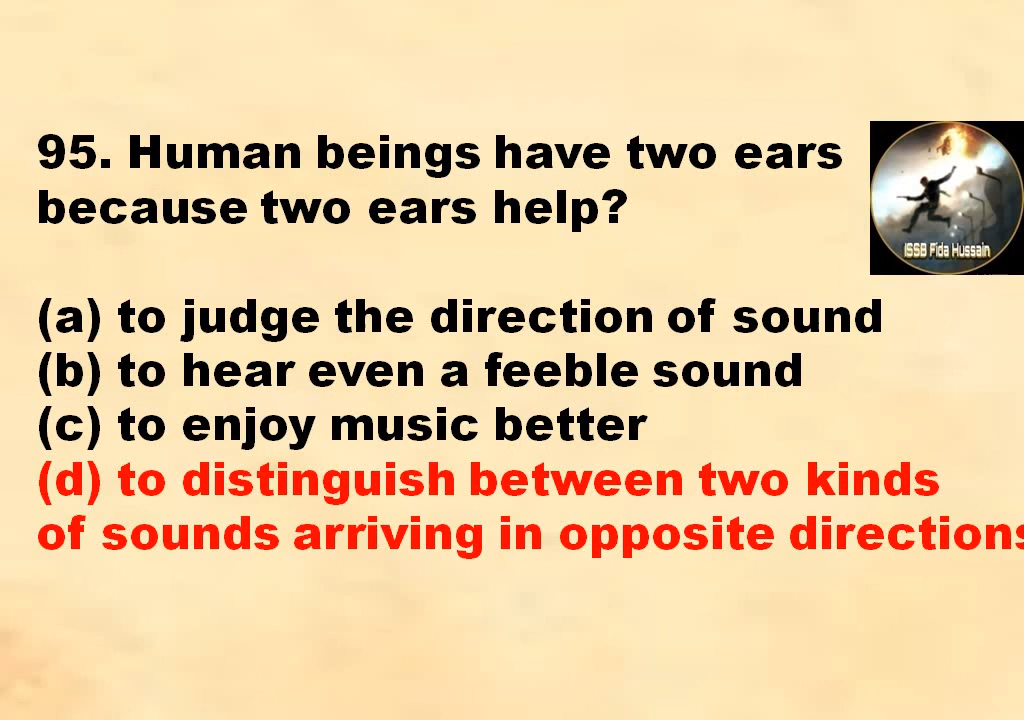 95. Human beings have two ears
because two ears help?
(a) to judge the direction of sound
(b) to hear even a feeble sound
(c) to enjoy music better
(d) to distinguish between two kinds
of sounds arriving in opposite directions
ISSB Fida Hussain